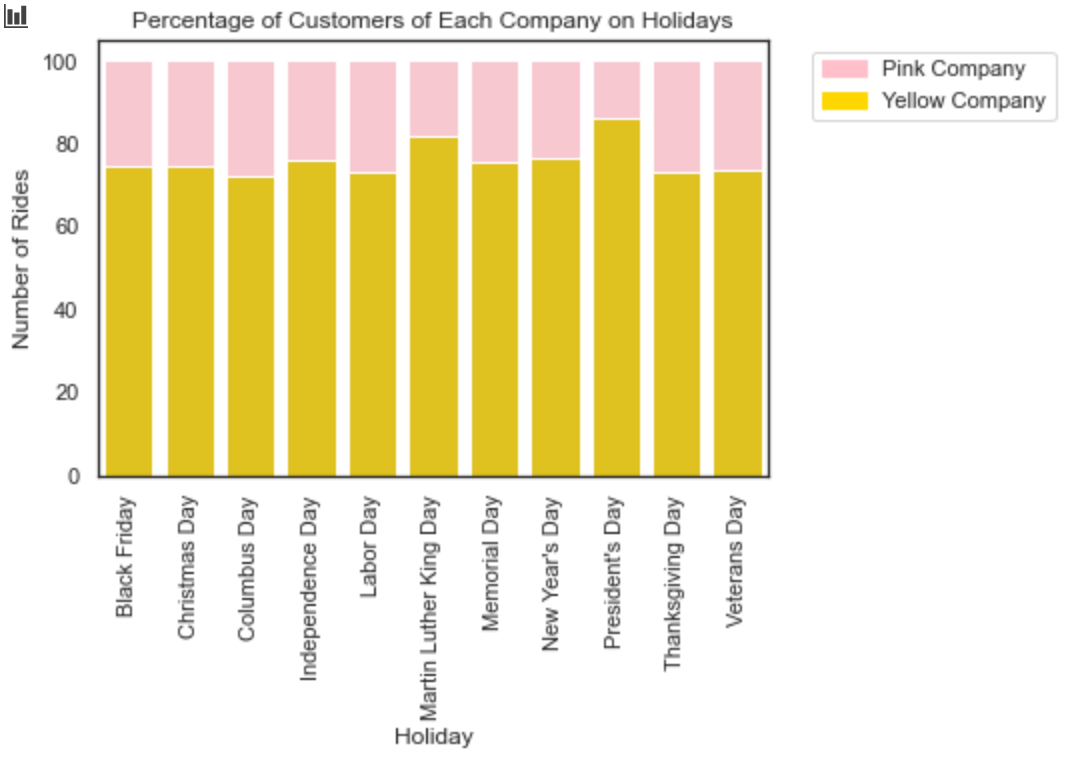 Percentage of Customers of Each Company on Holidays
Pink Company
Yellow Company
Number of Rides
100
80
60
40
20
0
Black Friday
Christmas Day
Columbus Day
Independence Day
Labor Day
Martin Luther King Day
Memorial Day
New Year's Day
President's Day
Thanksgiving Day
Veterans Day
Holiday